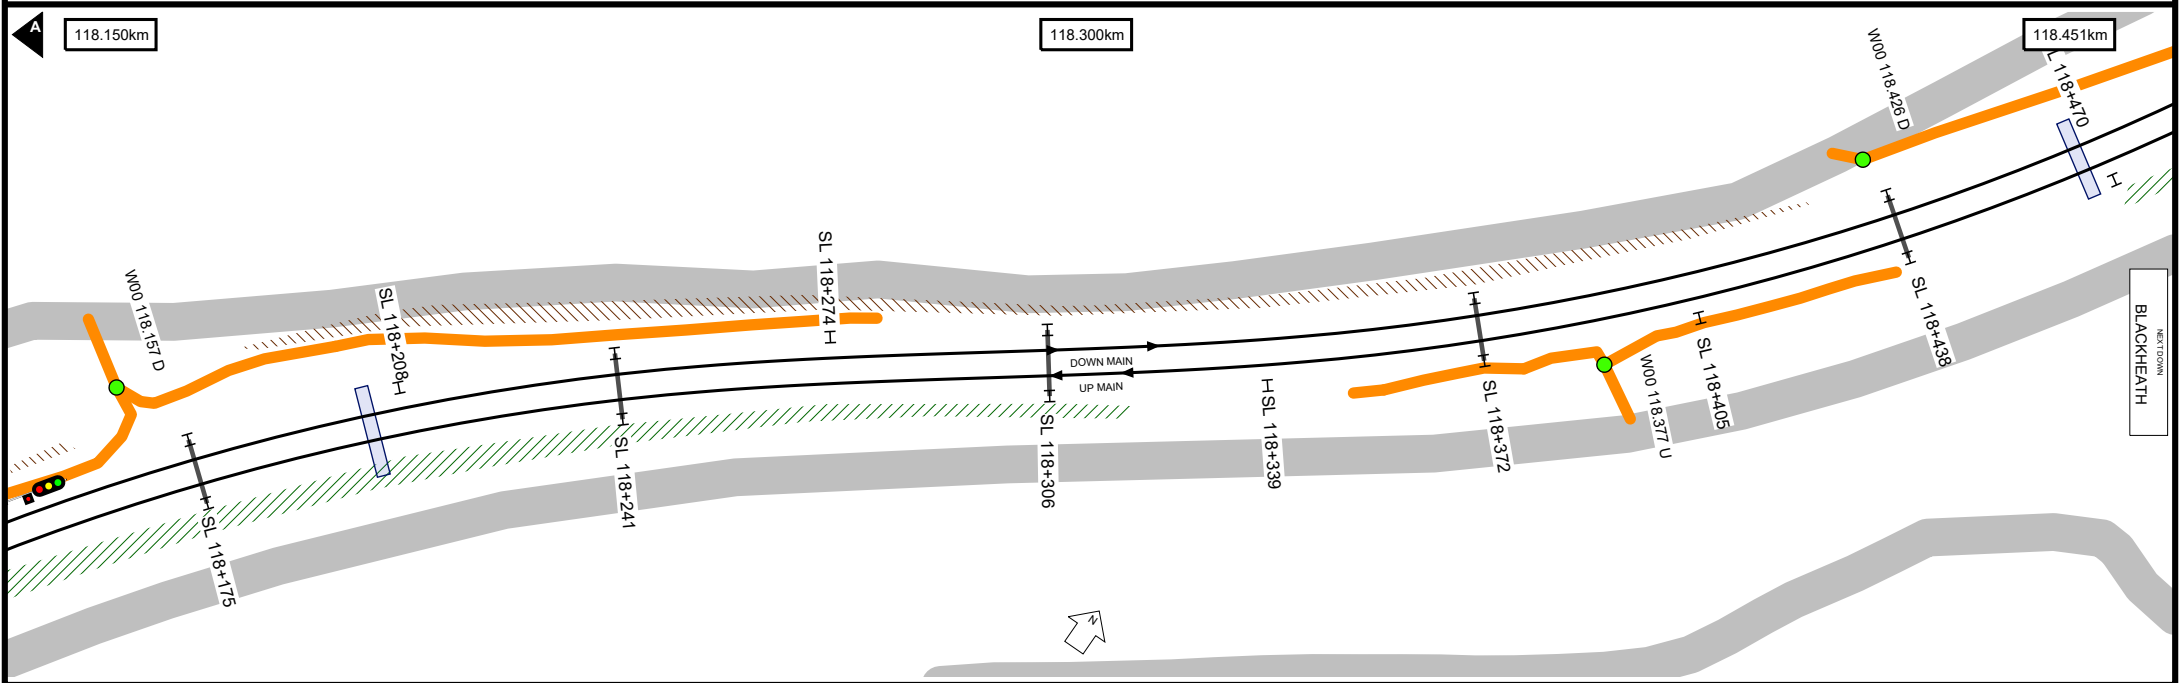 A
118.150km
118.300km
118.451km
W00 118.426 D
L 118+470
W00 118.157 D
SL 118+208
SL 118+274
DOWN MAIN
UP MAIN
SL 118+175
SL 118+241
SL 118+306
SL 118+339
SL 118+372
W00 118.377 U
SL 118+405
SL 118+438
NEXT DOWN
BLACKHEATH
N